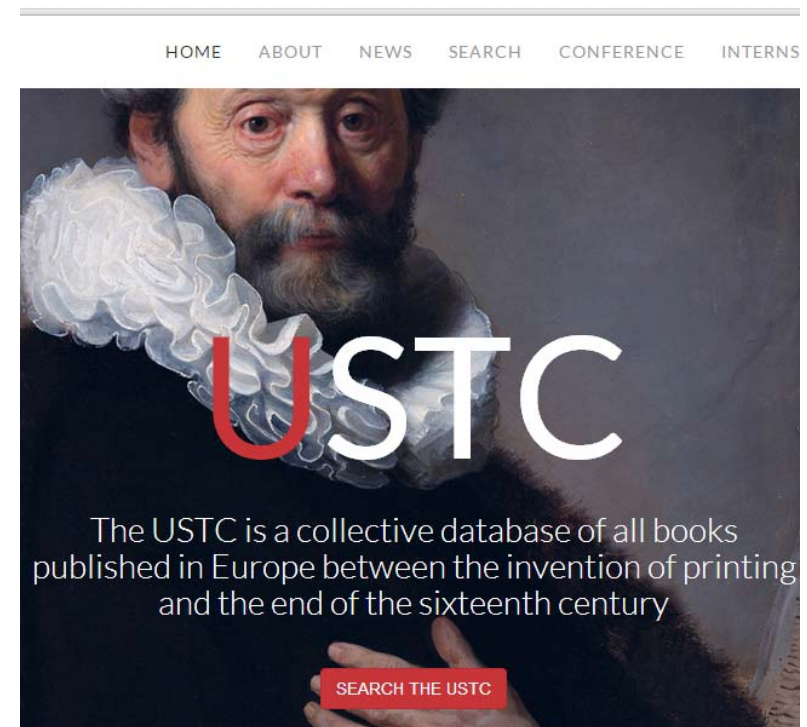 HOME ABOUT NEWS SEARCH CONFERENCE INTERNS
USTC
The USTC is a collective database of all books
published in Europe between the invention of printing
and the end of the sixteenth century
SEARCH THE USTC